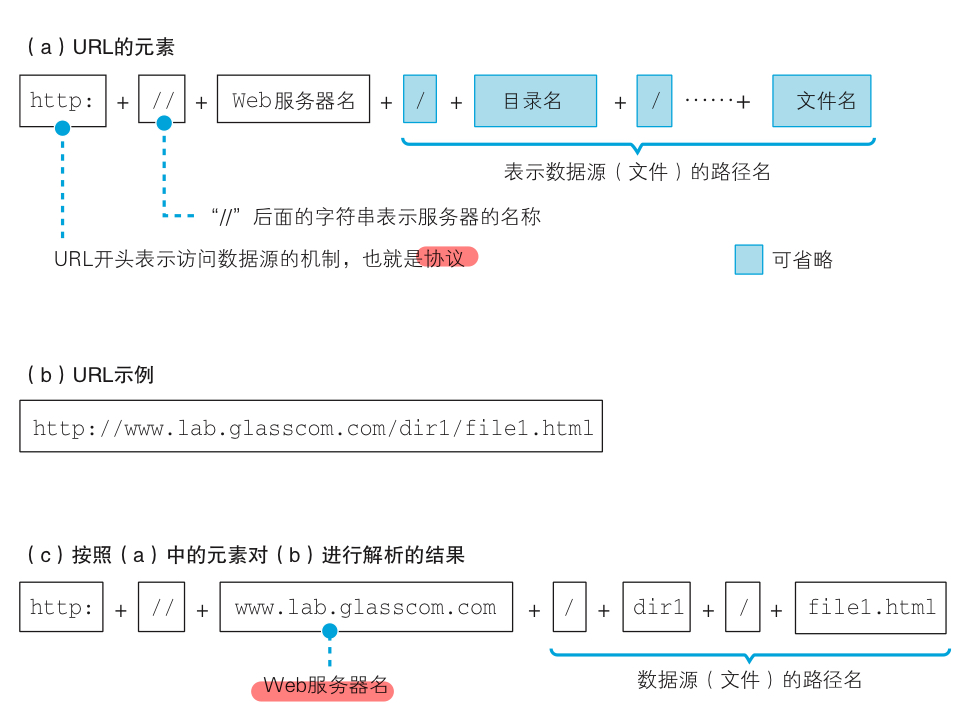 （a）URL的元素
http: + // + Web服务器名 + / + 目录名 + / ……+ 文件名
表示数据源（文件）的路径名
“//”后面的字符串表示服务器的名称
URL开头表示访问数据源的机制，也就是协议
可省略
（b）URL示例
http://www.lab.glasscom.com/dir1/file1.html
（c）按照（a）中的元素对（b）进行解析的结果
http: + // + www.lab.glasscom.com + / + dir1 + / + file1.html
Web服务器名
数据源（文件）的路径名